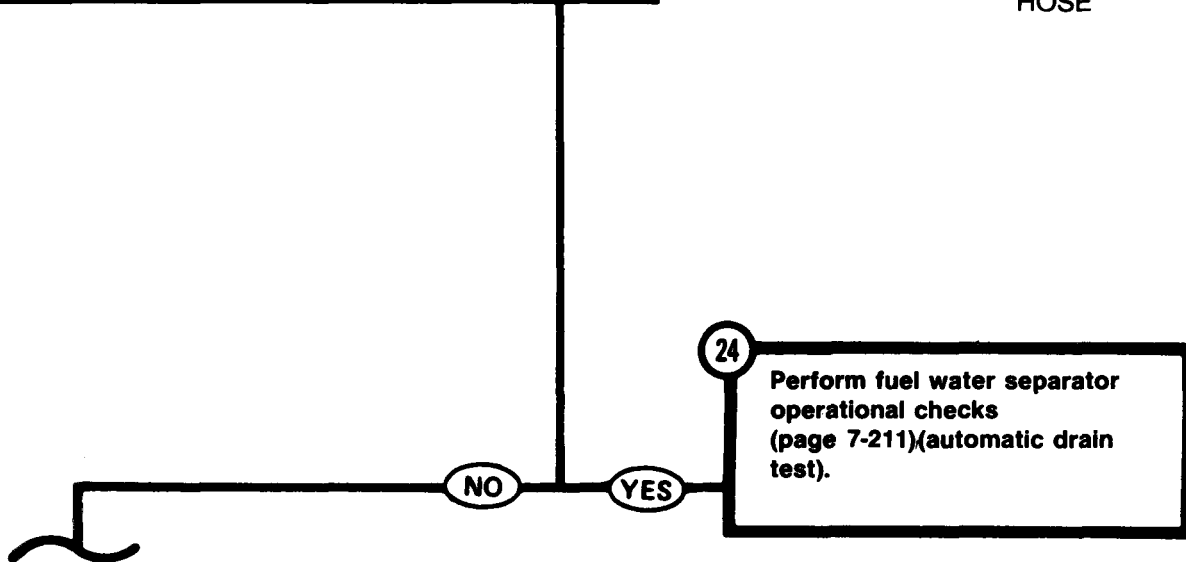 HOSE
24
Perform fuel water separator
operational checks
(page 7-211)(automatic drain
test).
NO
YES